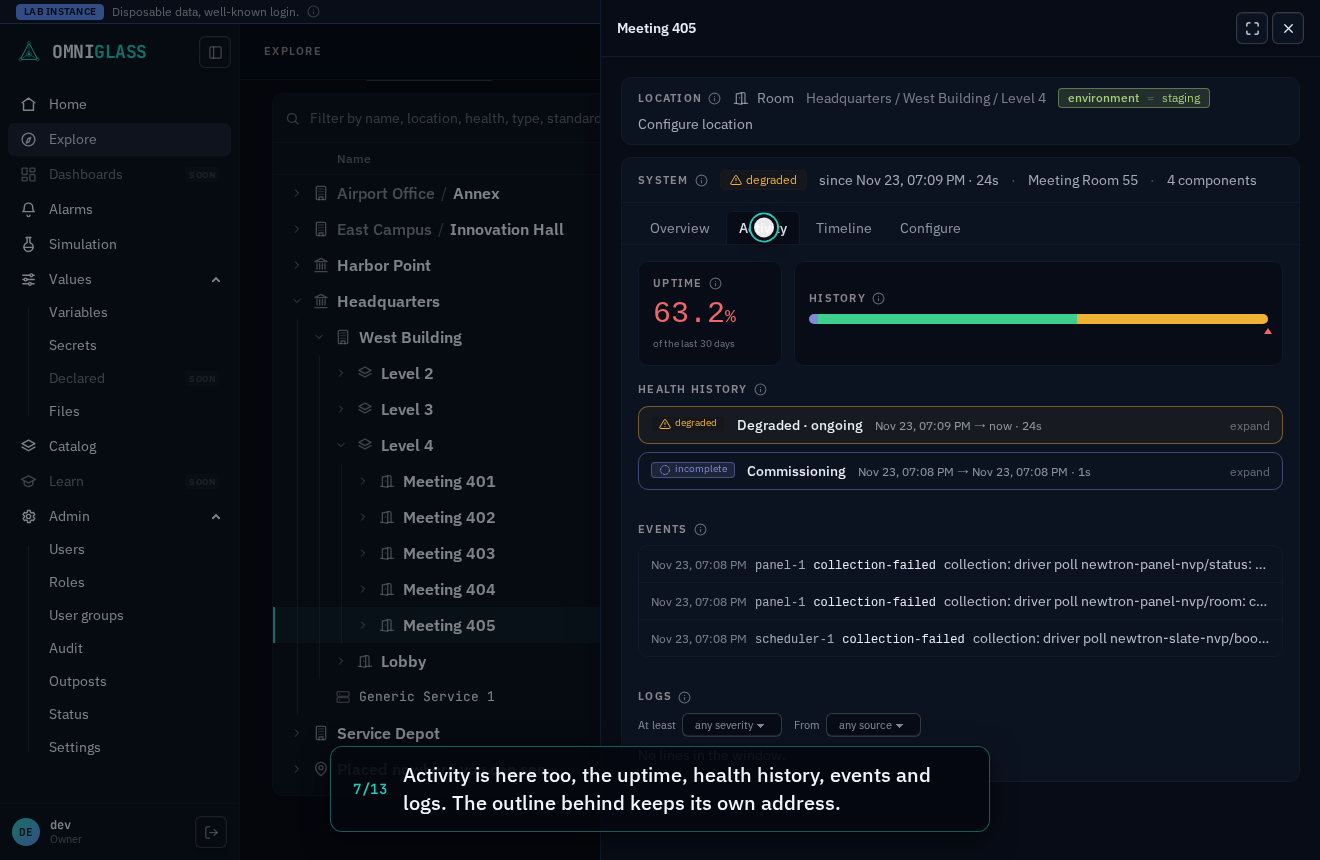 LAB INSTANCE Disposable data, well-known login.
OMNIGLASS
Home
Explore
Dashboards SOON
Alarms
Simulation
Values
Variables
Secrets
Declared SOON
Files
Catalog
Learn SOON
Admin
Users
Roles
User groups
Audit
Outposts
Status
Settings
DE dev
Owner
EXPLORE
Filter by name, location, health, type, standard
Name
Airport Office / Annex
East Campus / Innovation Hall
Harbor Point
Headquarters
West Building
Level 2
Level 3
Level 4
Meeting 401
Meeting 402
Meeting 403
Meeting 404
Meeting 405
Lobby
Generic Service 1
Service Depot
Meeting 405
LOCATION Room Headquarters / West Building / Level 4 environment = staging
Configure location
SYSTEM degraded since Nov 23, 07:09 PM · 24s · Meeting Room 55 · 4 components
Overview Activity Timeline Configure
UPTIME
63.2%
of the last 30 days
HISTORY
HEALTH HISTORY
degraded Degraded · ongoing Nov 23, 07:09 PM → now · 24s expand
incomplete Commissioning Nov 23, 07:08 PM → Nov 23, 07:08 PM · 1s expand
EVENTS
Nov 23, 07:08 PM panel-1 collection-failed collection: driver poll newtron-panel-nvp/status: ...
Nov 23, 07:08 PM panel-1 collection-failed collection: driver poll newtron-panel-nvp/room: c...
Nov 23, 07:08 PM scheduler-1 collection-failed collection: driver poll newtron-slate-nvp/boo...
LOGS
At least any severity From any source
No lines in the window.
7/13 Activity is here too, the uptime, health history, events and
logs. The outline behind keeps its own address.